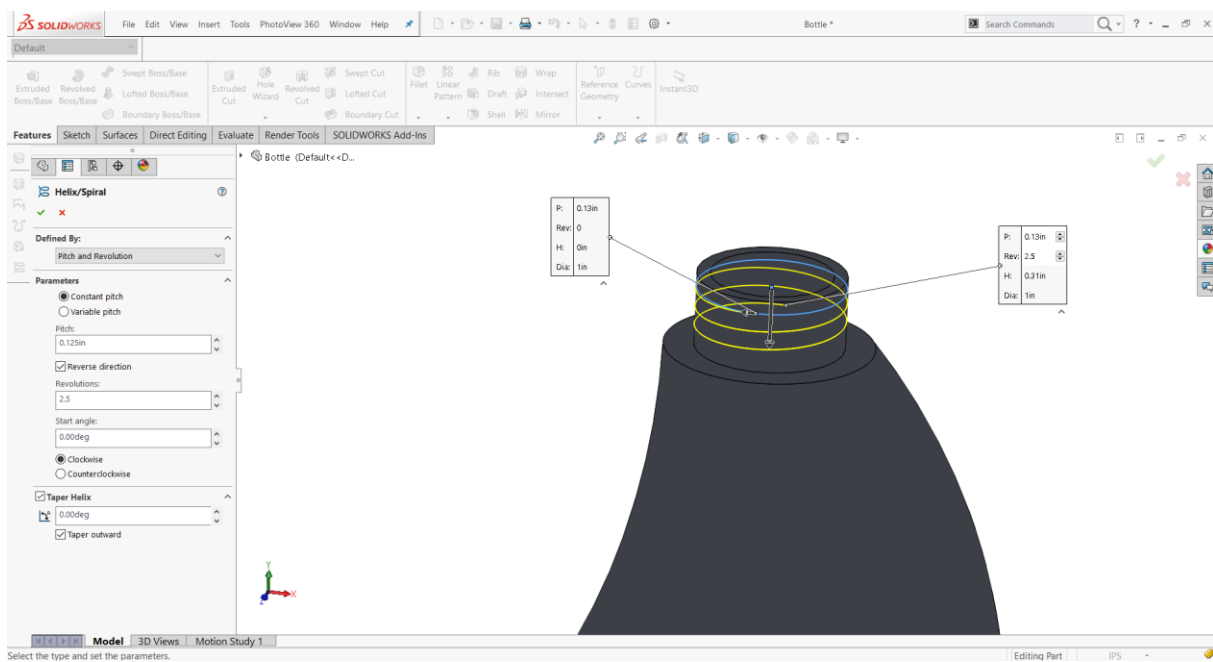 SOLIDWORKS File Edit View Insert Tools PhotoView 360 Window Help Bottle * Search Commands ?
Default
Extruded Boss/Base Revolved Boss/Base Swept Boss/Base Lofted Boss/Base Boundary Boss/Base Extruded Cut Hole Wizard Revolved Cut Swept Cut Lofted Cut Boundary Cut Fillet Linear Pattern Rib Draft Shell Wrap Intersect Mirror Reference Geometry Curves Instant3D
Features Sketch Surfaces Direct Editing Evaluate Render Tools SOLIDWORKS Add-Ins
Bottle (Default<<D...
Helix/Spiral
Defined By:
Pitch and Revolution
Parameters
Constant pitch
Variable pitch
Pitch:
0.125in
Reverse direction
Revolutions:
2.5
Start angle:
0.00deg
Clockwise
Counterclockwise
Taper Helix
0.00deg
Taper outward
P: 0.13in
Rev: 0
H: 0in
Dia: 1in
P: 0.13in
Rev: 2.5
H: 0.31in
Dia: 1in
Y
X
Z
Model 3D Views Motion Study 1
Select the type and set the parameters. Editing Part IPS